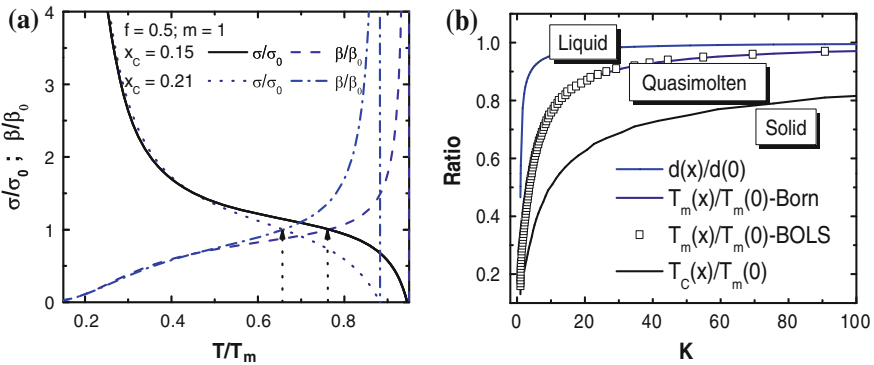 (a)
f = 0.5; m = 1
x_C = 0.15 σ/σ_0 β/β_0
x_C = 0.21 σ/σ_0 β/β_0
σ/σ_0 ; β/β_0
4
3
2
1
0
0.2 0.4 0.6 0.8
T/T_m
(b)
Liquid
Quasimolten
Solid
d(x)/d(0)
T_m(x)/T_m(0)-Born
T_m(x)/T_m(0)-BOLS
T_C(x)/T_m(0)
Ratio
1.0
0.8
0.6
0.4
0.2
0 20 40 60 80 100
K